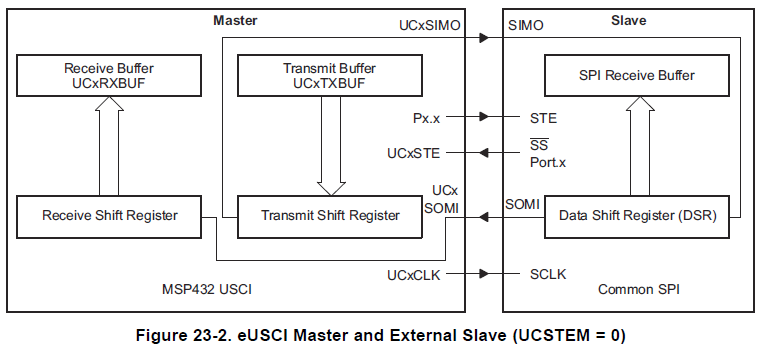 Master
Slave
UCxSIMO
SIMO
Receive Buffer
UCxRXBUF
Transmit Buffer
UCxTXBUF
SPI Receive Buffer
Px.x
STE
UCxSTE
SS
Port.x
UCx
SOMI
SOMI
Receive Shift Register
Transmit Shift Register
Data Shift Register (DSR)
UCxCLK
SCLK
MSP432 USCI
Common SPI
Figure 23-2. eUSCI Master and External Slave (UCSTEM = 0)